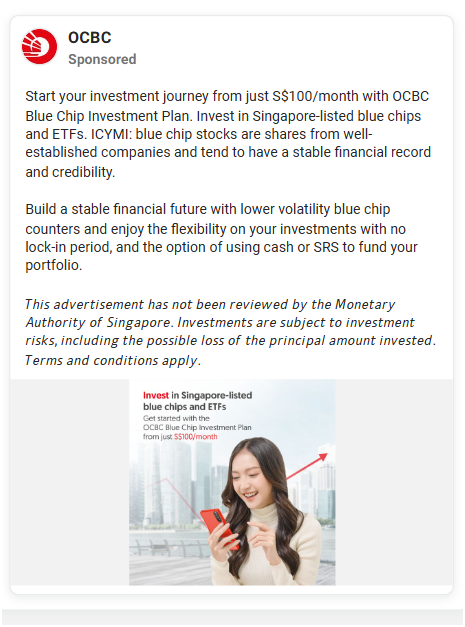 OCBC
Sponsored
Start your investment journey from just S$100/month with OCBC
Blue Chip Investment Plan. Invest in Singapore-listed blue chips
and ETFs. ICYMI: blue chip stocks are shares from well-
established companies and tend to have a stable financial record
and credibility.
Build a stable financial future with lower volatility blue chip
counters and enjoy the flexibility on your investments with no
lock-in period, and the option of using cash or SRS to fund your
portfolio.
This advertisement has not been reviewed by the Monetary
Authority of Singapore. Investments are subject to investment
risks, including the possible loss of the principal amount invested.
Terms and conditions apply.
Invest in Singapore-listed
blue chips and ETFs
Get started with the
OCBC Blue Chip Investment Plan
from just S$100/month